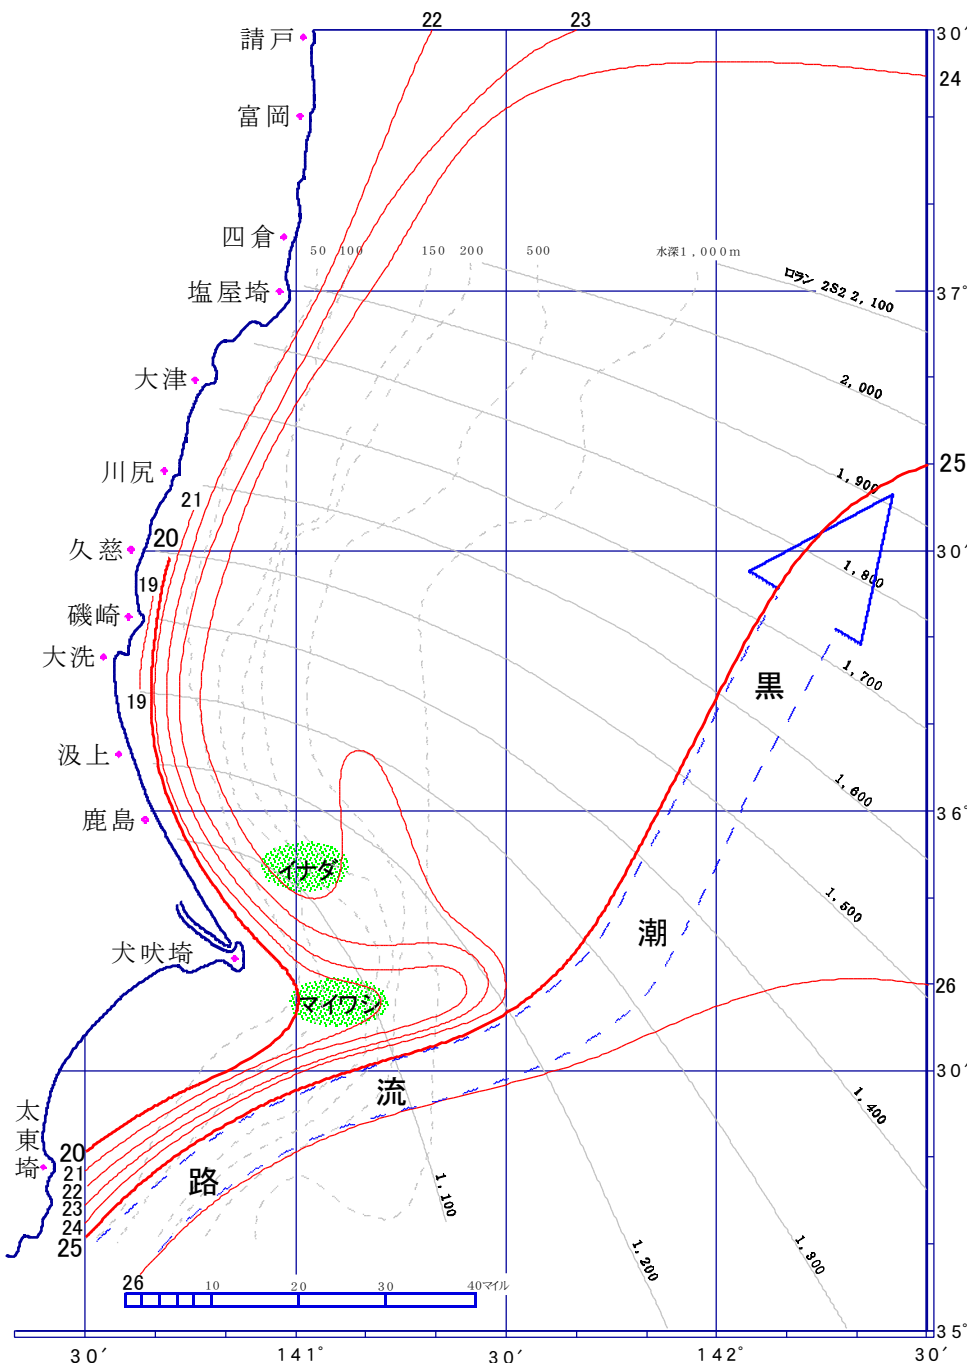 22
23
30′
請戸
24
富岡
四倉
50
100
150
200
500
水深1,000m
ロラン 2S2 2,100
塩屋埼
37°
大津
2,000
25
川尻
1,900
21
20
久慈
30′
19
1,800
磯崎
大洗
1,700
黒
19
汲上
1,600
鹿島
36°
イナダ
1,500
潮
犬吠埼
26
マイワシ
30′
流
1,400
太東埼
20
21
22
23
24
25
路
1,100
1,200
1,300
26
10
20
30
40マイル
35°
30′
141°
30′
142°
30′